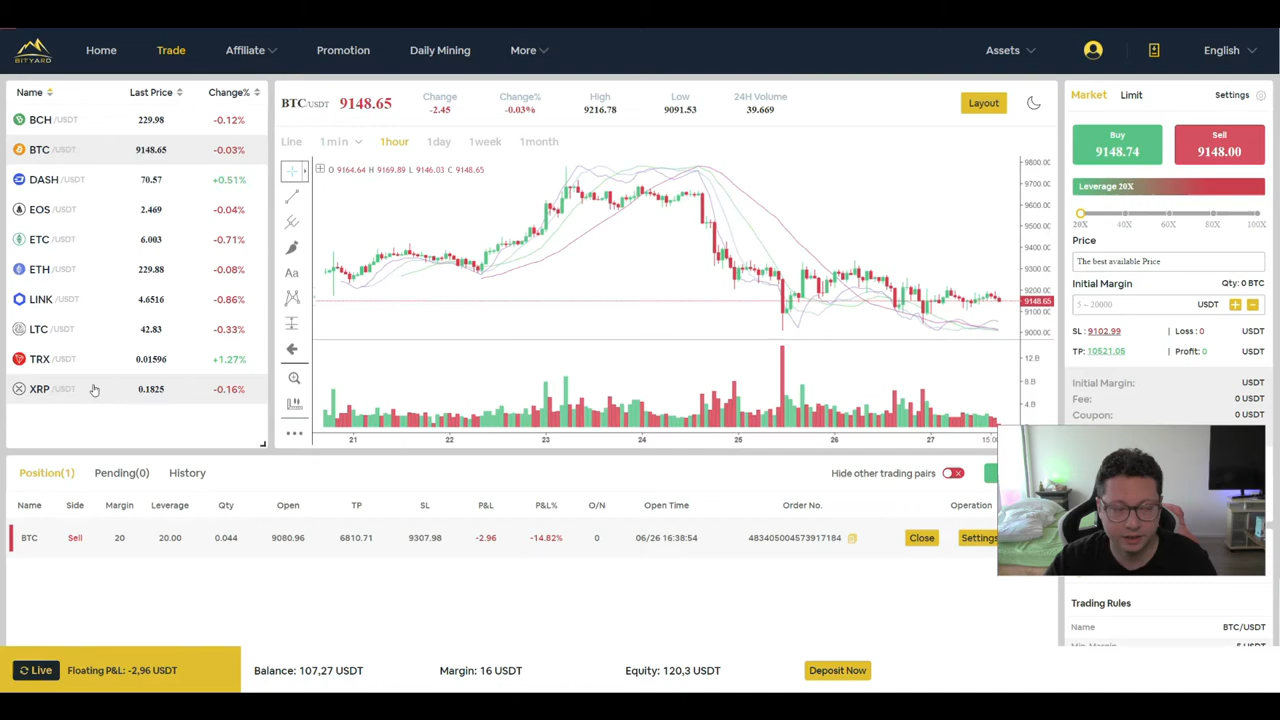 BITYARD
Home
Trade
Affiliate
Promotion
Daily Mining
More
Assets
English
Name Last Price Change%
BCH /USDT 229.98 -0.12%
BTC /USDT 9148.65 -0.03%
DASH /USDT 70.57 +0.51%
EOS /USDT 2.469 -0.04%
ETC /USDT 6.003 -0.71%
ETH /USDT 229.88 -0.08%
LINK /USDT 4.6516 -0.86%
LTC /USDT 42.83 -0.33%
TRX /USDT 0.01596 +1.27%
XRP /USDT 0.1825 -0.16%
BTC/USDT 9148.65
Change Change% High Low 24H Volume
-2.45 -0.03% 9216.78 9091.53 39.669
Layout
Line 1 min 1hour 1day 1week 1month
O 9164.64 H 9169.89 L 9146.03 C 9148.65
Aa
9800.00
9700.00
9600.00
9500.00
9400.00
9300.00
9200.00
9148.65
9100.00
9000.00
12.B
8.B
4.B
21 22 23 24 25 26 27 15:00
Market Limit Settings
Buy
9148.74
Sell
9148.00
Leverage 20X
20X 40X 60X 80X 100X
Price
The best available Price
Initial Margin Qty: 0 BTC
5 ~ 20000 USDT
SL: 9102.99 | Loss: 0 USDT
TP: 10521.05 | Profit: 0 USDT
Initial Margin: USDT
Fee: 0 USDT
Coupon: 0 USDT
Position(1) Pending(0) History
Hide other trading pairs
Name Side Margin Leverage Qty Open TP SL P&L P&L% O/N Open Time Order No. Operation
BTC Sell 20 20.00 0.044 9080.96 6810.71 9307.98 -2.96 -14.82% 0 06/26 16:38:54 483405004573917184 Close Settings
Trading Rules
Name BTC/USDT
Live
Floating P&L: -2,96 USDT
Balance: 107,27 USDT
Margin: 16 USDT
Equity: 120,3 USDT
Deposit Now